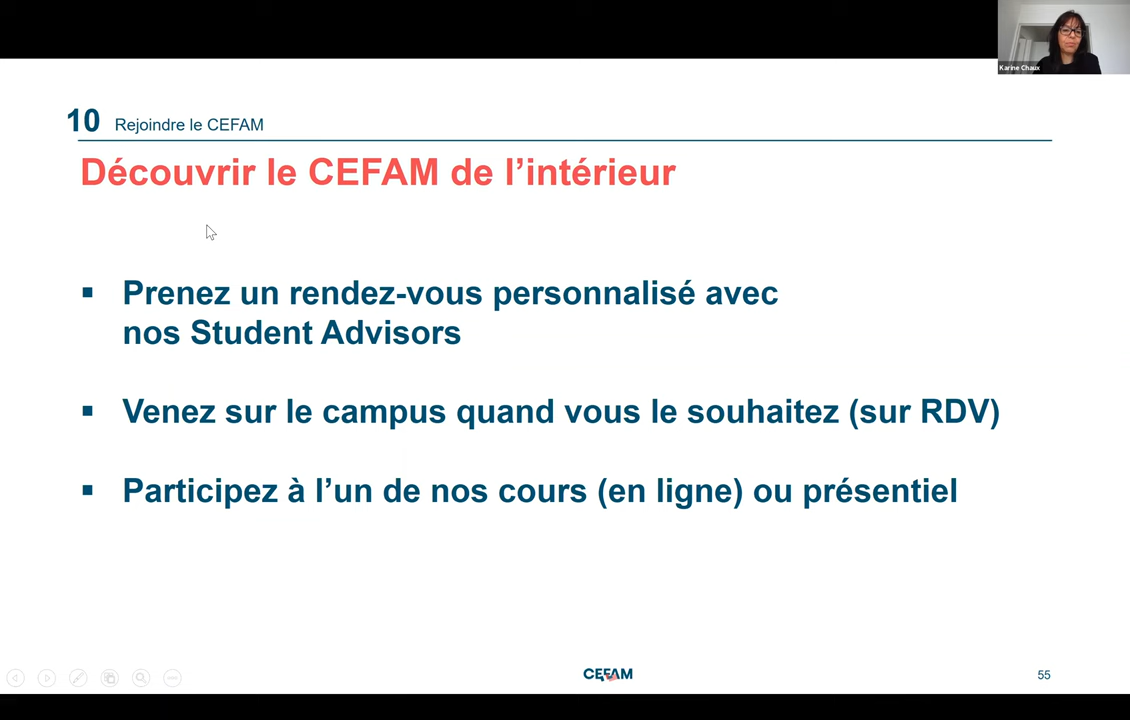 Karine Chaux
10 Rejoindre le CEFAM
Découvrir le CEFAM de l’intérieur
▪ Prenez un rendez-vous personnalisé avec
nos Student Advisors
▪ Venez sur le campus quand vous le souhaitez (sur RDV)
▪ Participez à l’un de nos cours (en ligne) ou présentiel
CEFAM
55